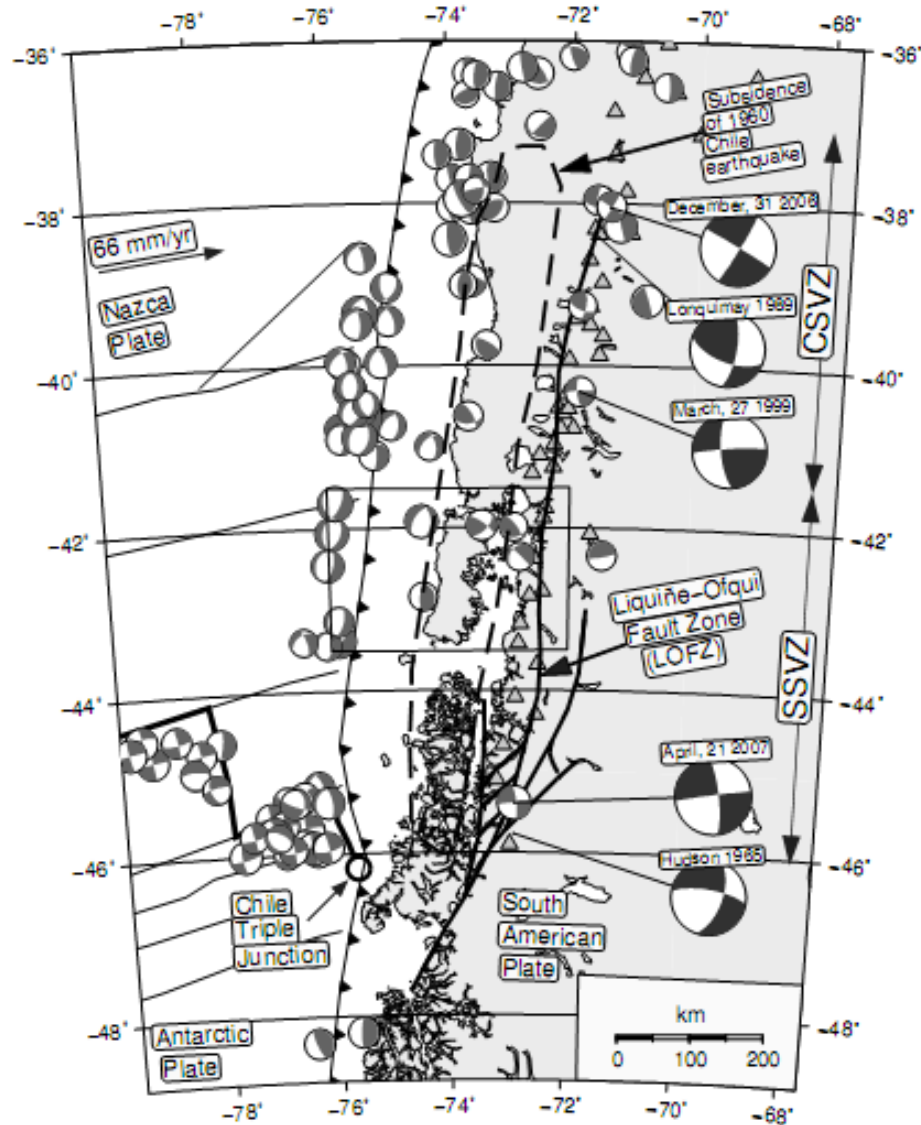 -78° -76° -74° -72° -70°
-36° -36°
Subsidence
of 1960
Chile
earthquake
-38° -38°
December, 31 2006
66 mm/yr
Nazca
Plate
Lonquimay 1989
CSVZ
-40° -40°
March, 27 1999
-42° -42°
Liquiñe-Ofqui
Fault Zone
(LOFZ)
SSVZ
-44° -44°
April, 21 2007
-46° -46°
Hudson 1965
Chile
Triple
Junction
South
American
Plate
km
0 100 200
-48° -48°
Antarctic
Plate
-78° -76° -74° -72° -70° -68°